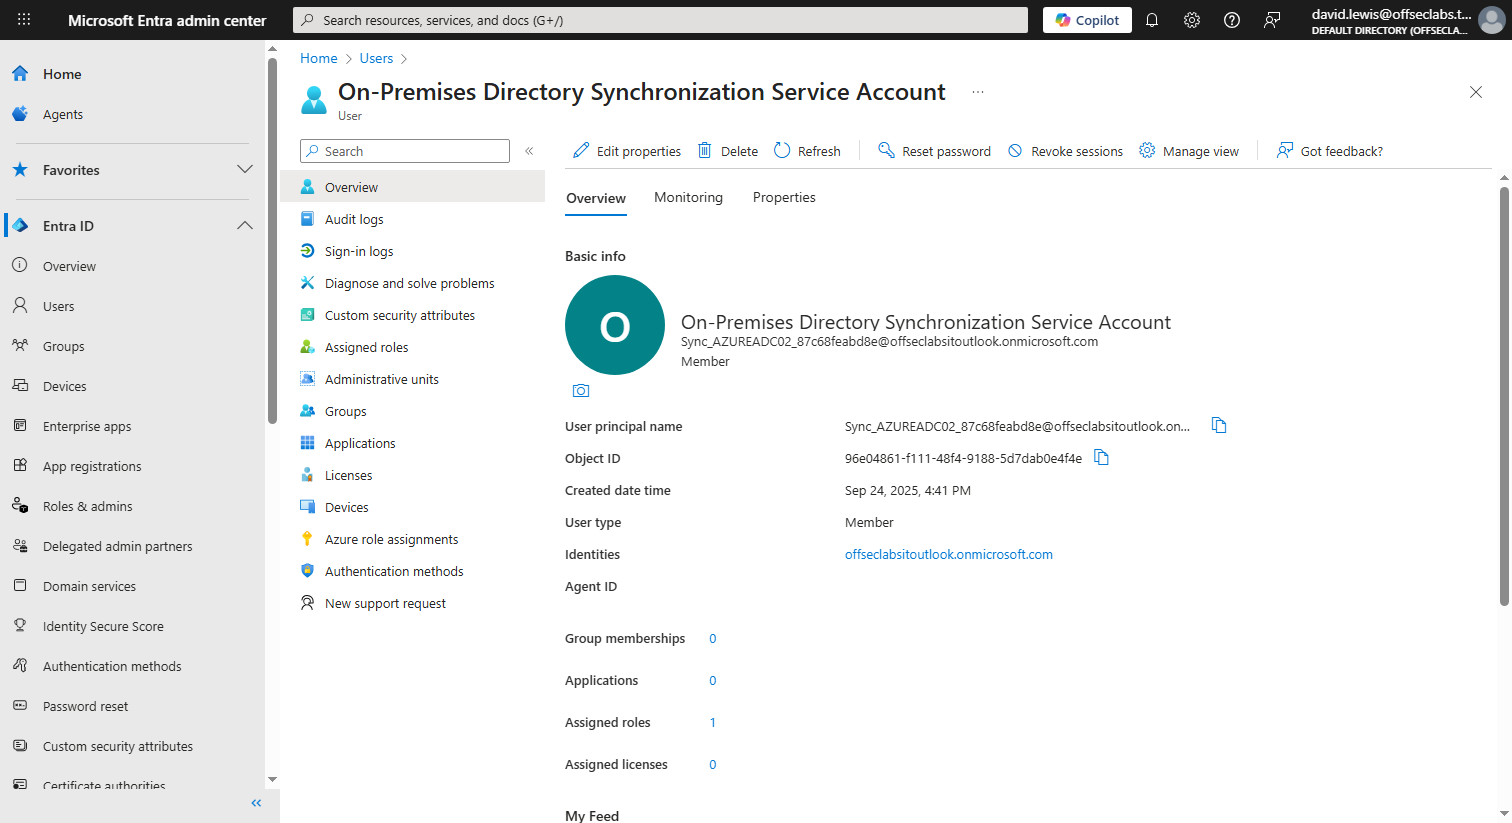 Microsoft Entra admin center
Search resources, services, and docs (G+/)
Copilot
david.lewis@offseclabs.t...
DEFAULT DIRECTORY (OFFSECLA...
Home
Agents
Favorites
Entra ID
Overview
Users
Groups
Devices
Enterprise apps
App registrations
Roles & admins
Delegated admin partners
Domain services
Identity Secure Score
Authentication methods
Password reset
Custom security attributes
Certificate authorities
Home > Users >
On-Premises Directory Synchronization Service Account ...
User
Search
Overview
Audit logs
Sign-in logs
Diagnose and solve problems
Custom security attributes
Assigned roles
Administrative units
Groups
Applications
Licenses
Devices
Azure role assignments
Authentication methods
New support request
Edit properties Delete Refresh Reset password Revoke sessions Manage view Got feedback?
Overview Monitoring Properties
Basic info
O
On-Premises Directory Synchronization Service Account
Sync_AZUREADC02_87c68feabd8e@offseclabsitoutlook.onmicrosoft.com
Member
User principal name Sync_AZUREADC02_87c68feabd8e@offseclabsitoutlook.on...
Object ID 96e04861-f111-48f4-9188-5d7dab0e4f4e
Created date time Sep 24, 2025, 4:41 PM
User type Member
Identities offseclabsitoutlook.onmicrosoft.com
Agent ID
Group memberships 0
Applications 0
Assigned roles 1
Assigned licenses 0
My Feed